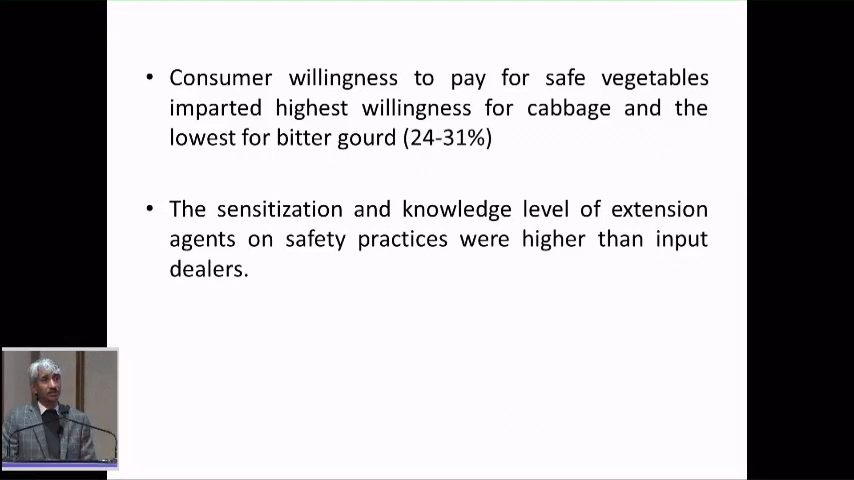 • Consumer willingness to pay for safe vegetables
imparted highest willingness for cabbage and the
lowest for bitter gourd (24-31%)
• The sensitization and knowledge level of extension
agents on safety practices were higher than input
dealers.